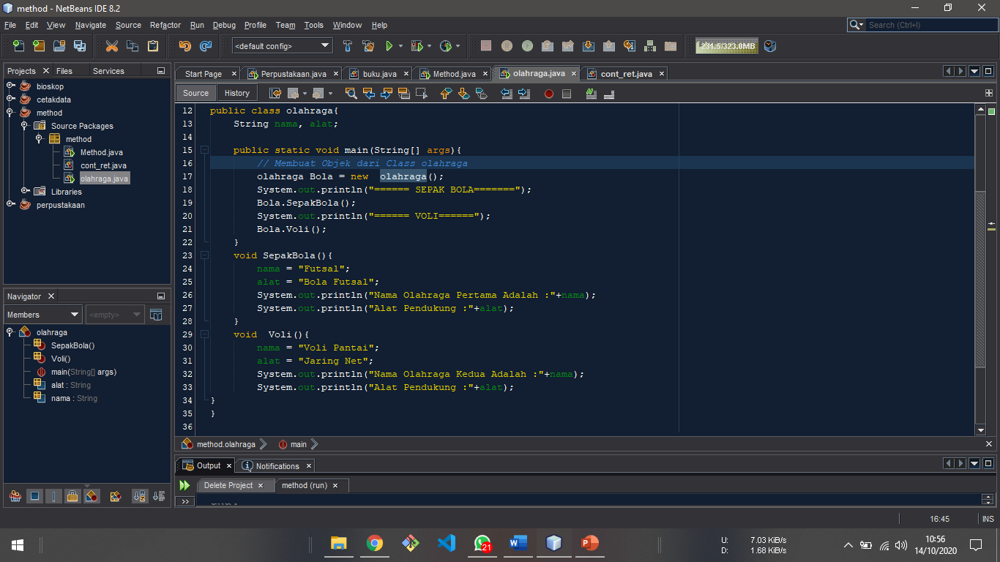 method - NetBeans IDE 8.2
File Edit View Navigate Source Refactor Run Debug Profile Team Tools Window Help
Search (Ctrl+I)
<default config>
231.5/323.0MB
Projects Files Services
bioskop
cetakdata
method
Source Packages
method
Method.java
cont_ret.java
olahraga.java
Libraries
perpustakaan
Start Page Perpustakaan.java buku.java Method.java olahraga.java cont_ret.java
Source History
12 public class olahraga{
13 String nama, alat;
14
15 public static void main(String[] args){
16 // Membuat Objek dari Class olahraga
17 olahraga Bola = new  olahraga();
18 System.out.println("====== SEPAK BOLA=======");
19 Bola.SepakBola();
20 System.out.println("====== VOLI======");
21 Bola.Voli();
22 }
23 void SepakBola(){
24 nama = "Futsal";
25 alat = "Bola Futsal";
26 System.out.println("Nama Olahraga Pertama Adalah :"+nama);
27 System.out.println("Alat Pendukung :"+alat);
28 }
29 void  Voli(){
30 nama = "Voli Pantai";
31 alat = "Jaring Net";
32 System.out.println("Nama Olahraga Kedua Adalah :"+nama);
33 System.out.println("Alat Pendukung :"+alat);
34 }
35 }
36
Navigator
Members <empty>
olahraga
SepakBola()
Voli()
main(String[] args)
alat : String
nama : String
method.olahraga main
Output Notifications
Delete Project method (run)
16:45 INS
21
U: 7.03 KiB/s
D: 1.68 KiB/s
10:56
14/10/2020